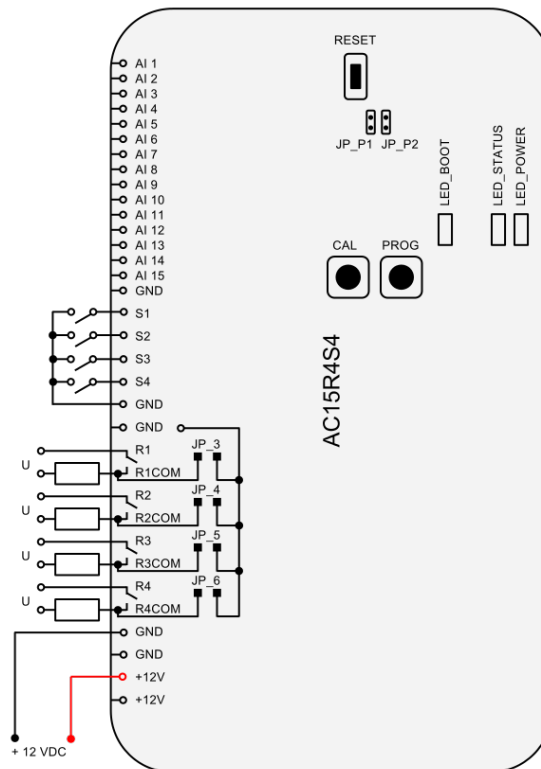 RESET
JP_P1 JP_P2
LED_BOOT
LED_STATUS
LED_POWER
CAL PROG
AC15R4S4
AI 1
AI 2
AI 3
AI 4
AI 5
AI 6
AI 7
AI 8
AI 9
AI 10
AI 11
AI 12
AI 13
AI 14
AI 15
GND
S1
S2
S3
S4
GND
GND
R1 JP_3
U R1COM
R2 JP_4
U R2COM
R3 JP_5
U R3COM
R4 JP_6
U R4COM
GND
GND
+12V
+12V
+ 12 VDC